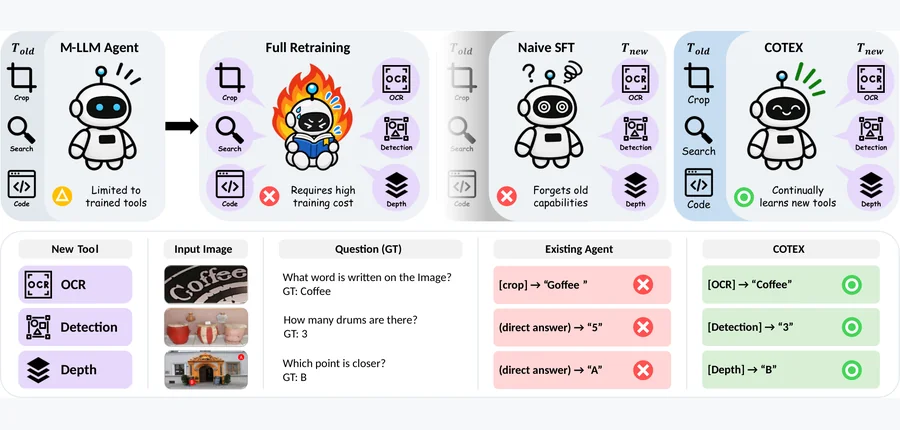 T_old
M-LLM Agent
Crop
Search
Code
Limited to
trained tools
Full Retraining
Crop
Search
Code
OCR
OCR
Detection
Depth
Requires high
training cost
T_old
Naive SFT
T_new
Crop
Search
Code
?
OCR
OCR
Detection
Depth
Forgets old
capabilities
T_old
COTEX
T_new
Crop
Search
Code
OCR
OCR
Detection
Depth
Continually
learns new tools
New Tool
Input Image
Question (GT)
Existing Agent
COTEX
OCR
OCR
Coffee
What word is written on the Image?
GT: Coffee
[crop] → “Goffee ”
[OCR] → “Coffee”
Detection
How many drums are there?
GT: 3
(direct answer) → “5”
[Detection] → “3”
Depth
Which point is closer?
GT: B
(direct answer) → “A”
[Depth] → “B”